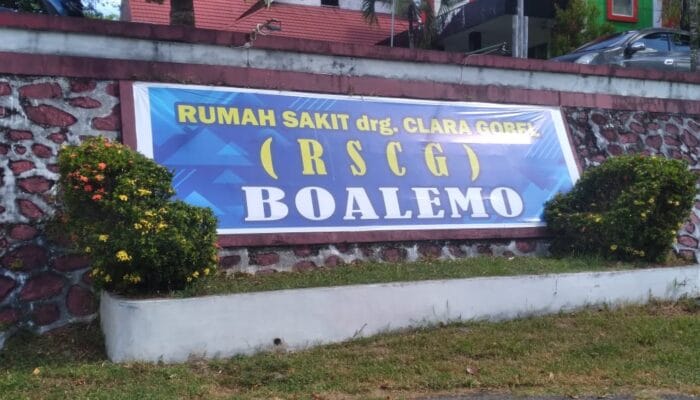 RUMAH SAKIT drg. CLARA GOBEL
(RSCG)
BOALEMO